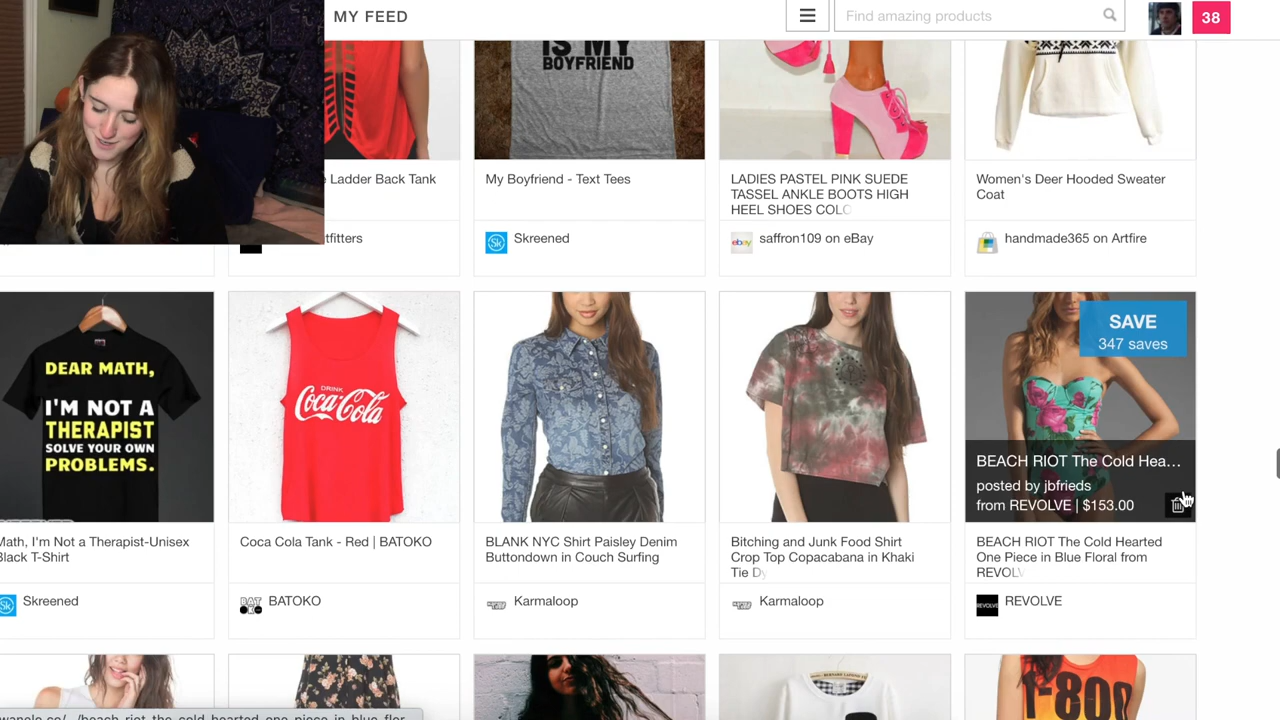 MY FEED
Find amazing products
38
IS MY
BOYFRIEND
Ladder Back Tank
tfitters
My Boyfriend - Text Tees
Skreened
LADIES PASTEL PINK SUEDE
TASSEL ANKLE BOOTS HIGH
HEEL SHOES COLO
ebay
saffron109 on eBay
Women's Deer Hooded Sweater
Coat
handmade365 on Artfire
DEAR MATH,
I'M NOT A
THERAPIST
SOLVE YOUR OWN
PROBLEMS.
Math, I'm Not a Therapist-Unisex
Black T-Shirt
Sk
Skreened
DRINK
Coca-Cola
Coca Cola Tank - Red | BATOKO
BATOKO
BLANK NYC Shirt Paisley Denim
Buttondown in Couch Surfing
Karmaloop
Bitching and Junk Food Shirt
Crop Top Copacabana in Khaki
Tie Dy
Karmaloop
SAVE
347 saves
BEACH RIOT The Cold Hea...
posted by jbfrieds
from REVOLVE | $153.00
BEACH RIOT The Cold Hearted
One Piece in Blue Floral from
REVOLV
REVOLVE
REVOLVE
1-800